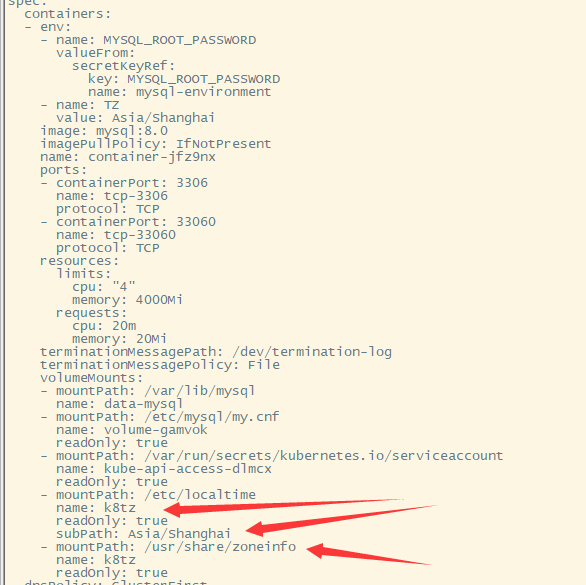 spec:
containers:
- env:
- name: MYSQL_ROOT_PASSWORD
valueFrom:
secretKeyRef:
key: MYSQL_ROOT_PASSWORD
name: mysql-environment
- name: TZ
value: Asia/Shanghai
image: mysql:8.0
imagePullPolicy: IfNotPresent
name: container-jfz9nx
ports:
- containerPort: 3306
name: tcp-3306
protocol: TCP
- containerPort: 33060
name: tcp-33060
protocol: TCP
resources:
limits:
cpu: "4"
memory: 4000Mi
requests:
cpu: 20m
memory: 20Mi
terminationMessagePath: /dev/termination-log
terminationMessagePolicy: File
volumeMounts:
- mountPath: /var/lib/mysql
name: data-mysql
- mountPath: /etc/mysql/my.cnf
name: volume-gamvok
readOnly: true
- mountPath: /var/run/secrets/kubernetes.io/serviceaccount
name: kube-api-access-dlmcx
readOnly: true
- mountPath: /etc/localtime
name: k8tz
readOnly: true
subPath: Asia/Shanghai
- mountPath: /usr/share/zoneinfo
name: k8tz
readOnly: true
dnsPolicy: ClusterFirst